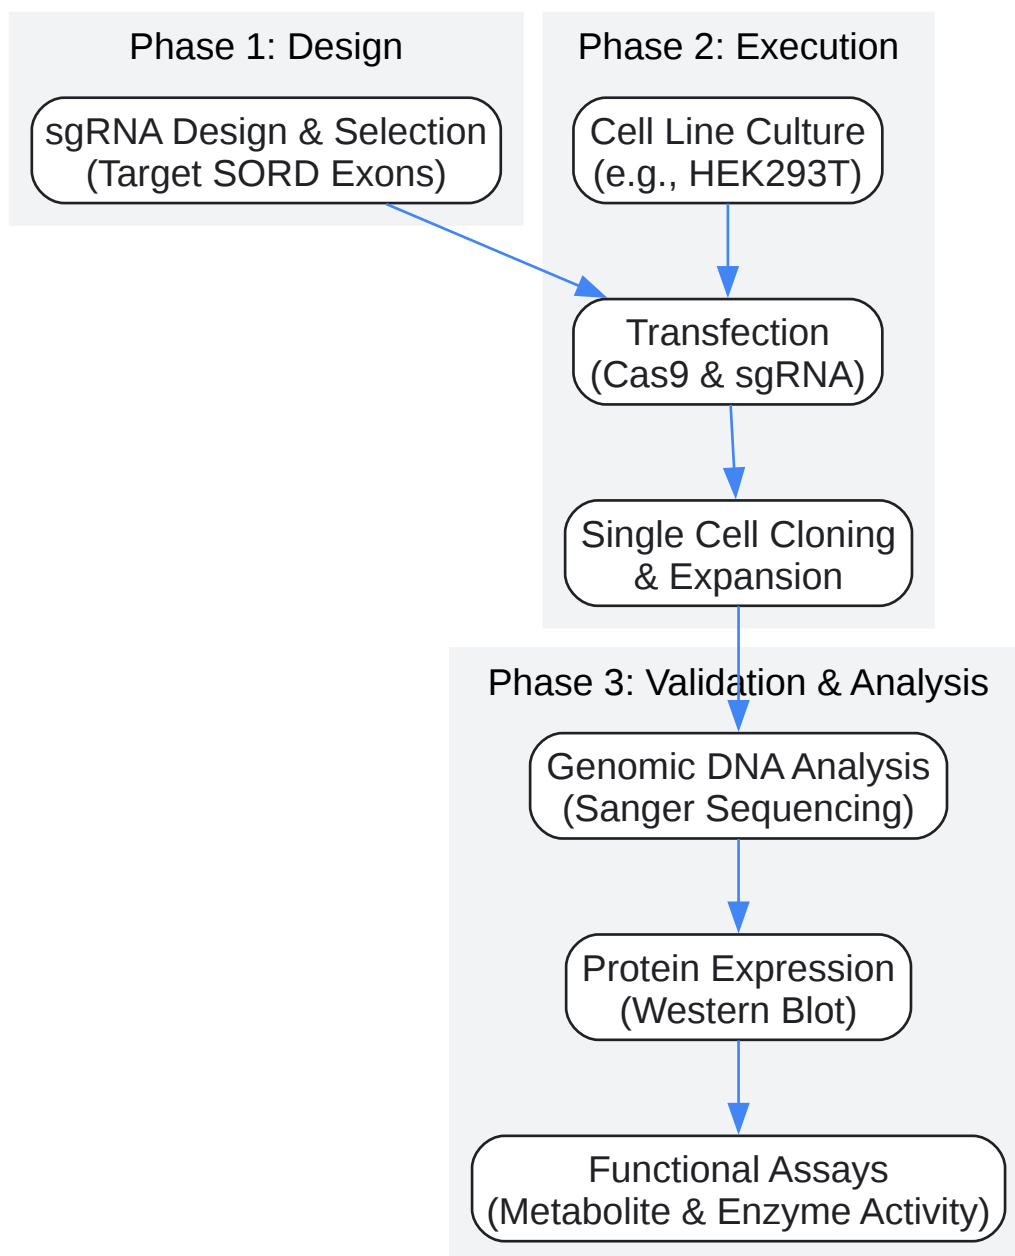 Phase 1: Design
sgRNA Design & Selection
(Target SORD Exons)
Phase 2: Execution
Cell Line Culture
(e.g., HEK293T)
Transfection
(Cas9 & sgRNA)
Single Cell Cloning
& Expansion
Phase 3: Validation & Analysis
Genomic DNA Analysis
(Sanger Sequencing)
Protein Expression
(Western Blot)
Functional Assays
(Metabolite & Enzyme Activity)